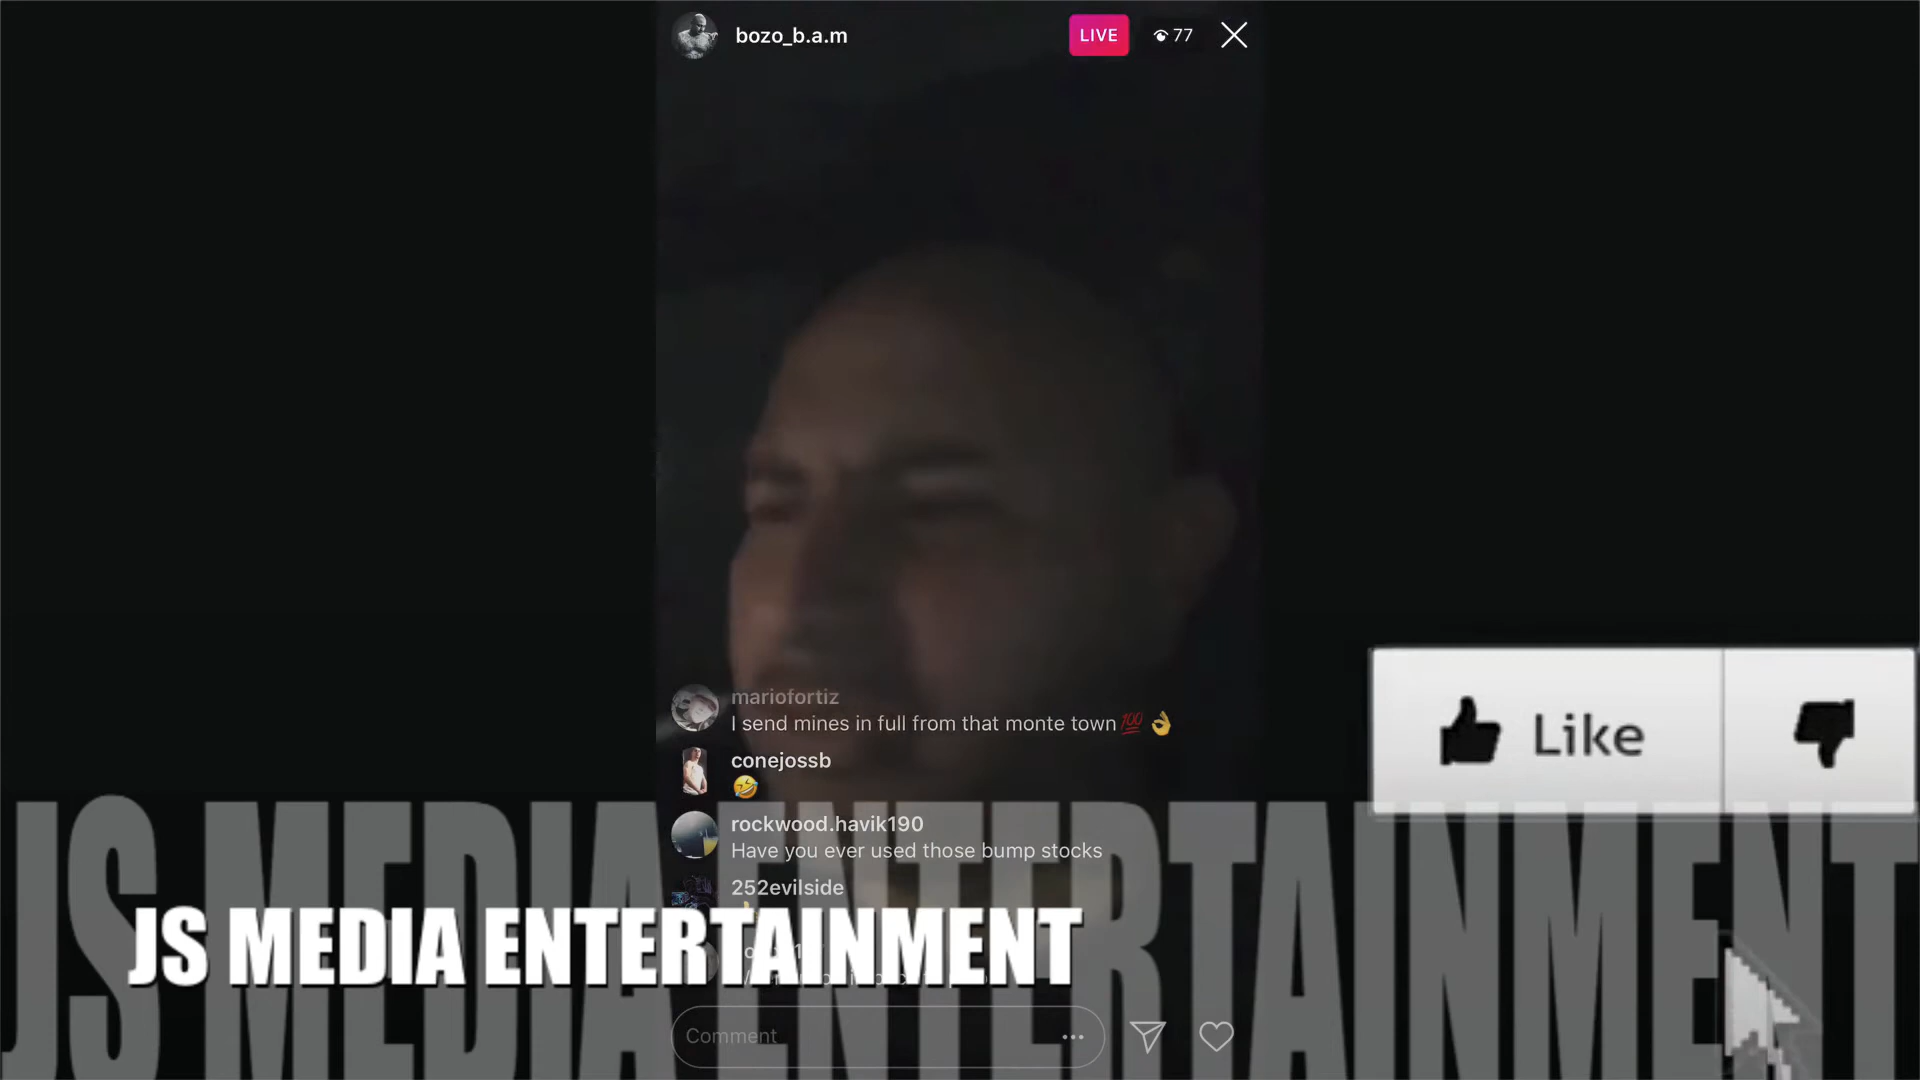 bozo_b.a.m
LIVE
77
mariofortiz
I send mines in full from that monte town💯👌
conejossb
🤣
rockwood.havik190
Have you ever used those bump stocks
252evilside
Like
JS MEDIA ENTERTAINMENT
JS MEDIA ENTERTAINMENT
Comment